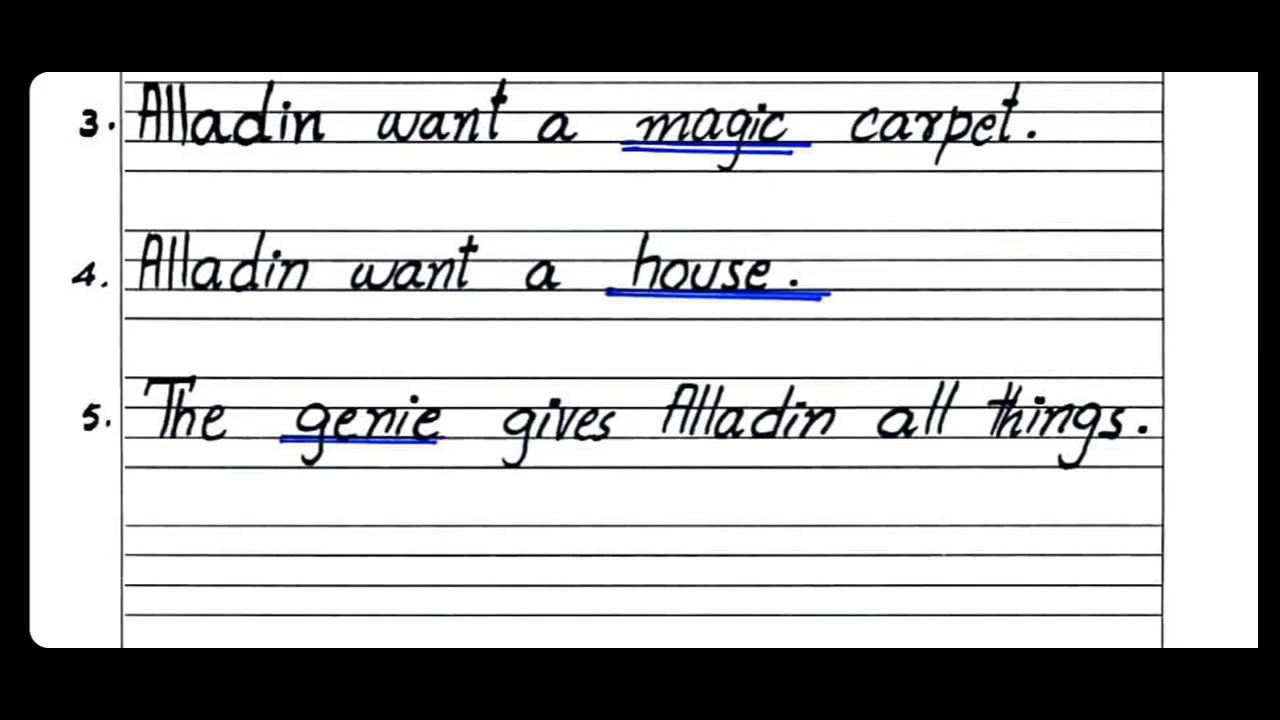 3. Alladin want a magic carpet.
4. Alladin want a house.
5. The genie gives Alladin all things.